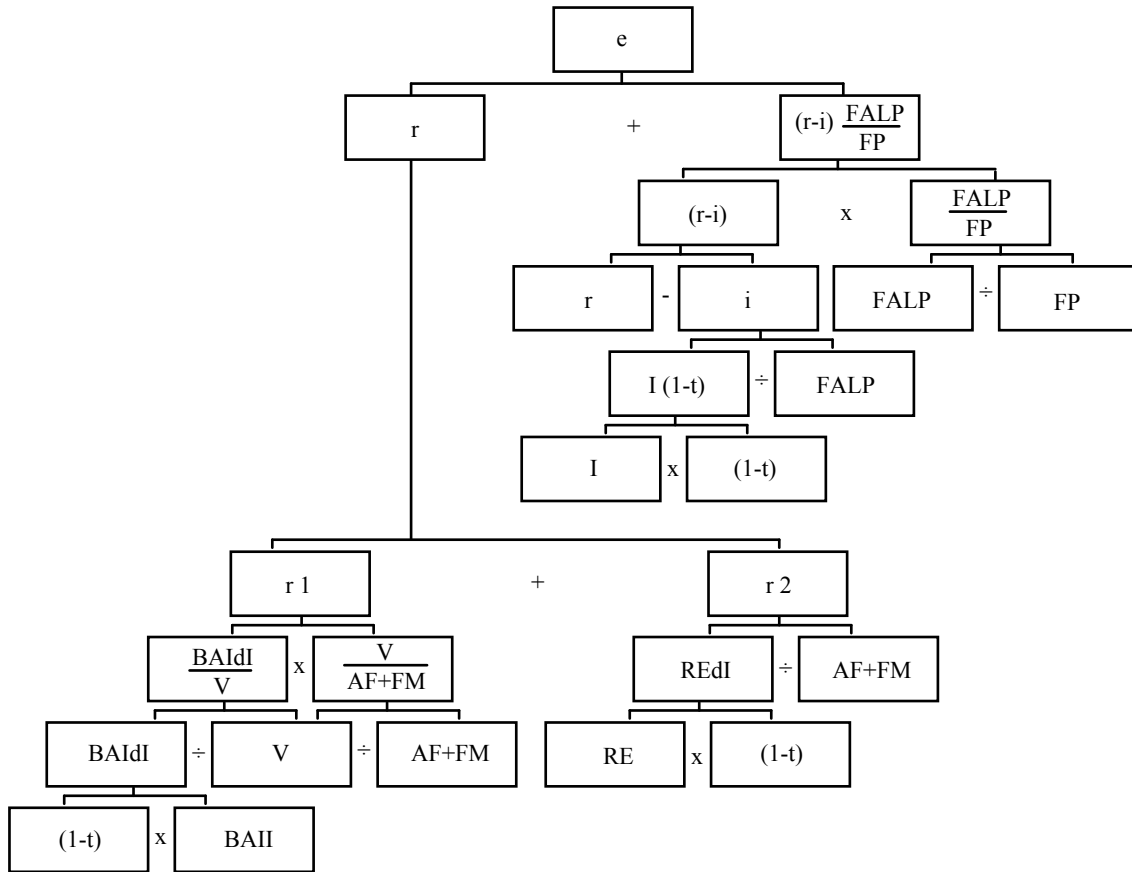 e
r + (r-i) FALP
FP
(r-i) x FALP
FP
r - i FALP ÷ FP
I (1-t) ÷ FALP
I x (1-t)
r 1 + r 2
BAIdI
V x V
AF+FM REdI ÷ AF+FM
BAIdI ÷ V ÷ AF+FM RE x (1-t)
(1-t) x BAII